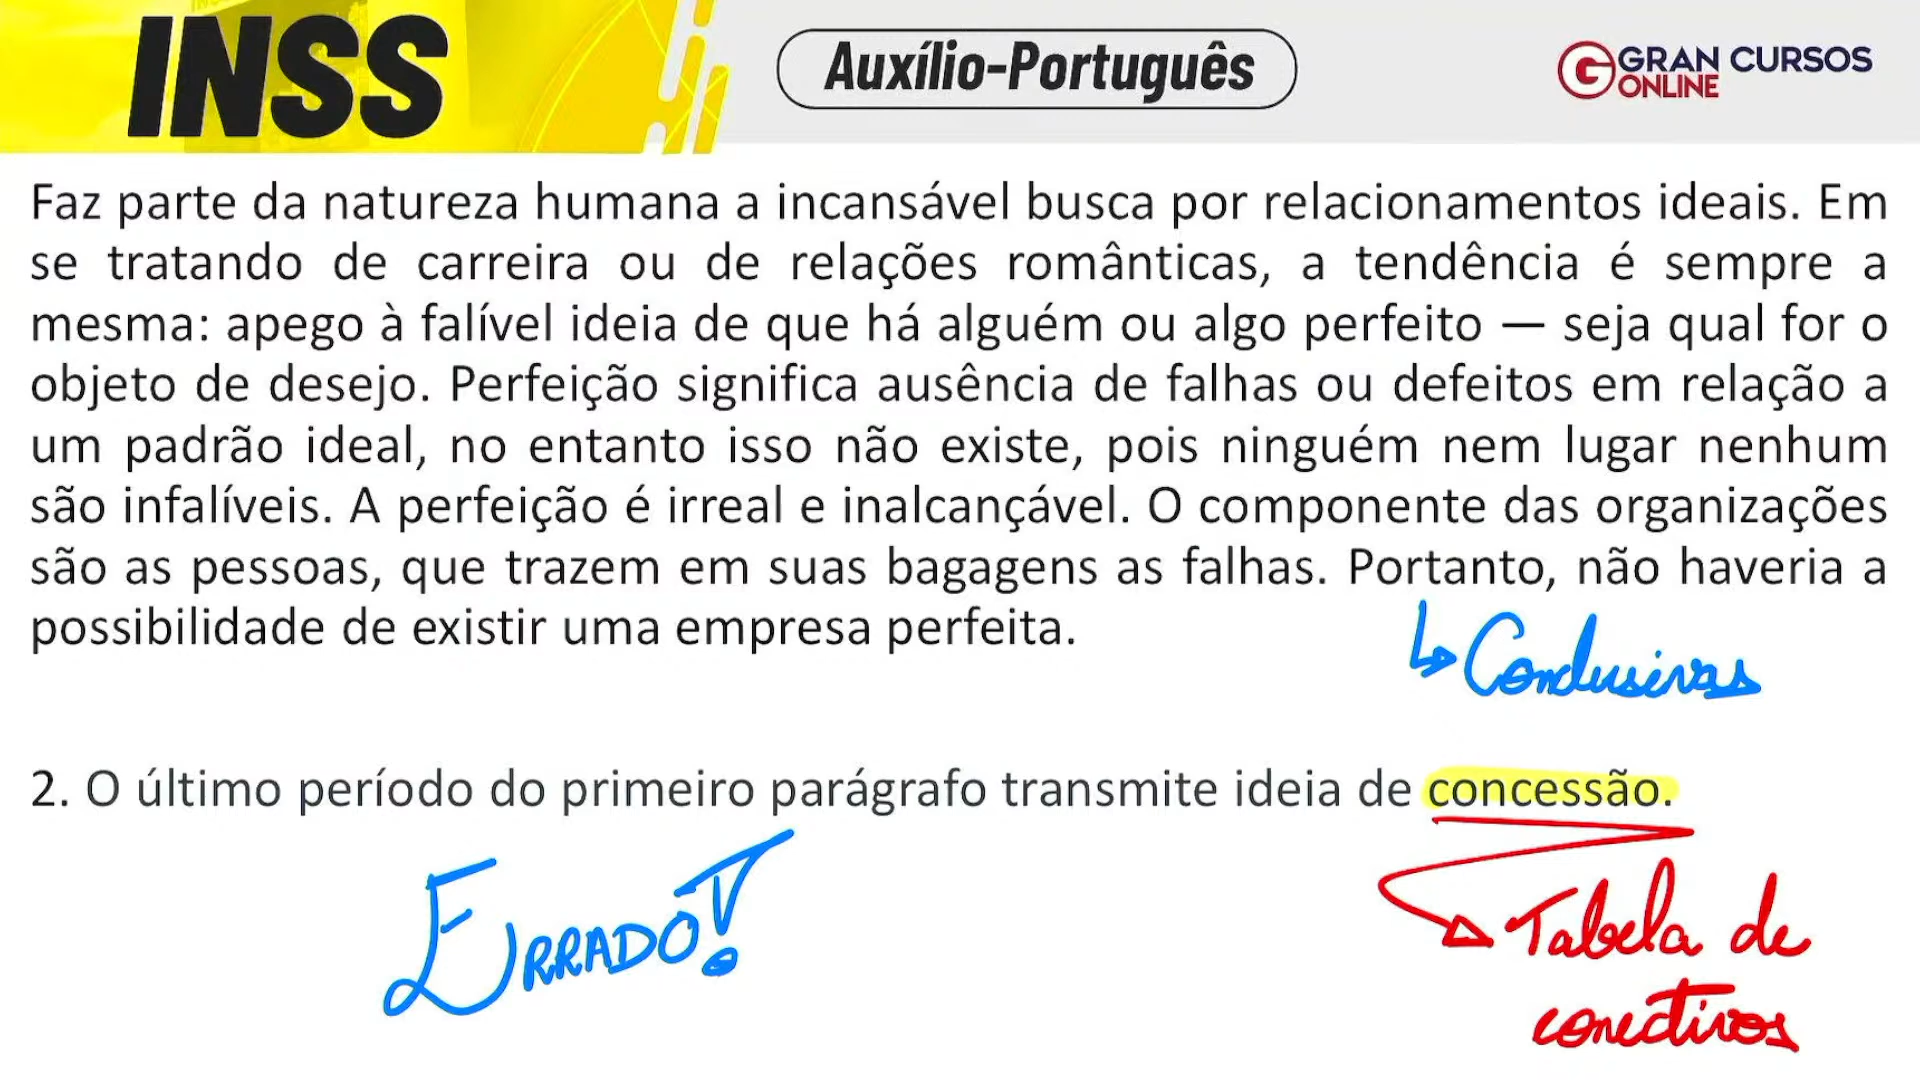 INSS
Auxílio-Português
GRAN CURSOS
ONLINE
Faz parte da natureza humana a incansável busca por relacionamentos ideais. Em
se tratando de carreira ou de relações românticas, a tendência é sempre a
mesma: apego à falível ideia de que há alguém ou algo perfeito — seja qual for o
objeto de desejo. Perfeição significa ausência de falhas ou defeitos em relação a
um padrão ideal, no entanto isso não existe, pois ninguém nem lugar nenhum
são infalíveis. A perfeição é irreal e inalcançável. O componente das organizações
são as pessoas, que trazem em suas bagagens as falhas. Portanto, não haveria a
possibilidade de existir uma empresa perfeita.
Conclusivas
2. O último período do primeiro parágrafo transmite ideia de concessão.
ERRADO!
Tabela de
conectivos